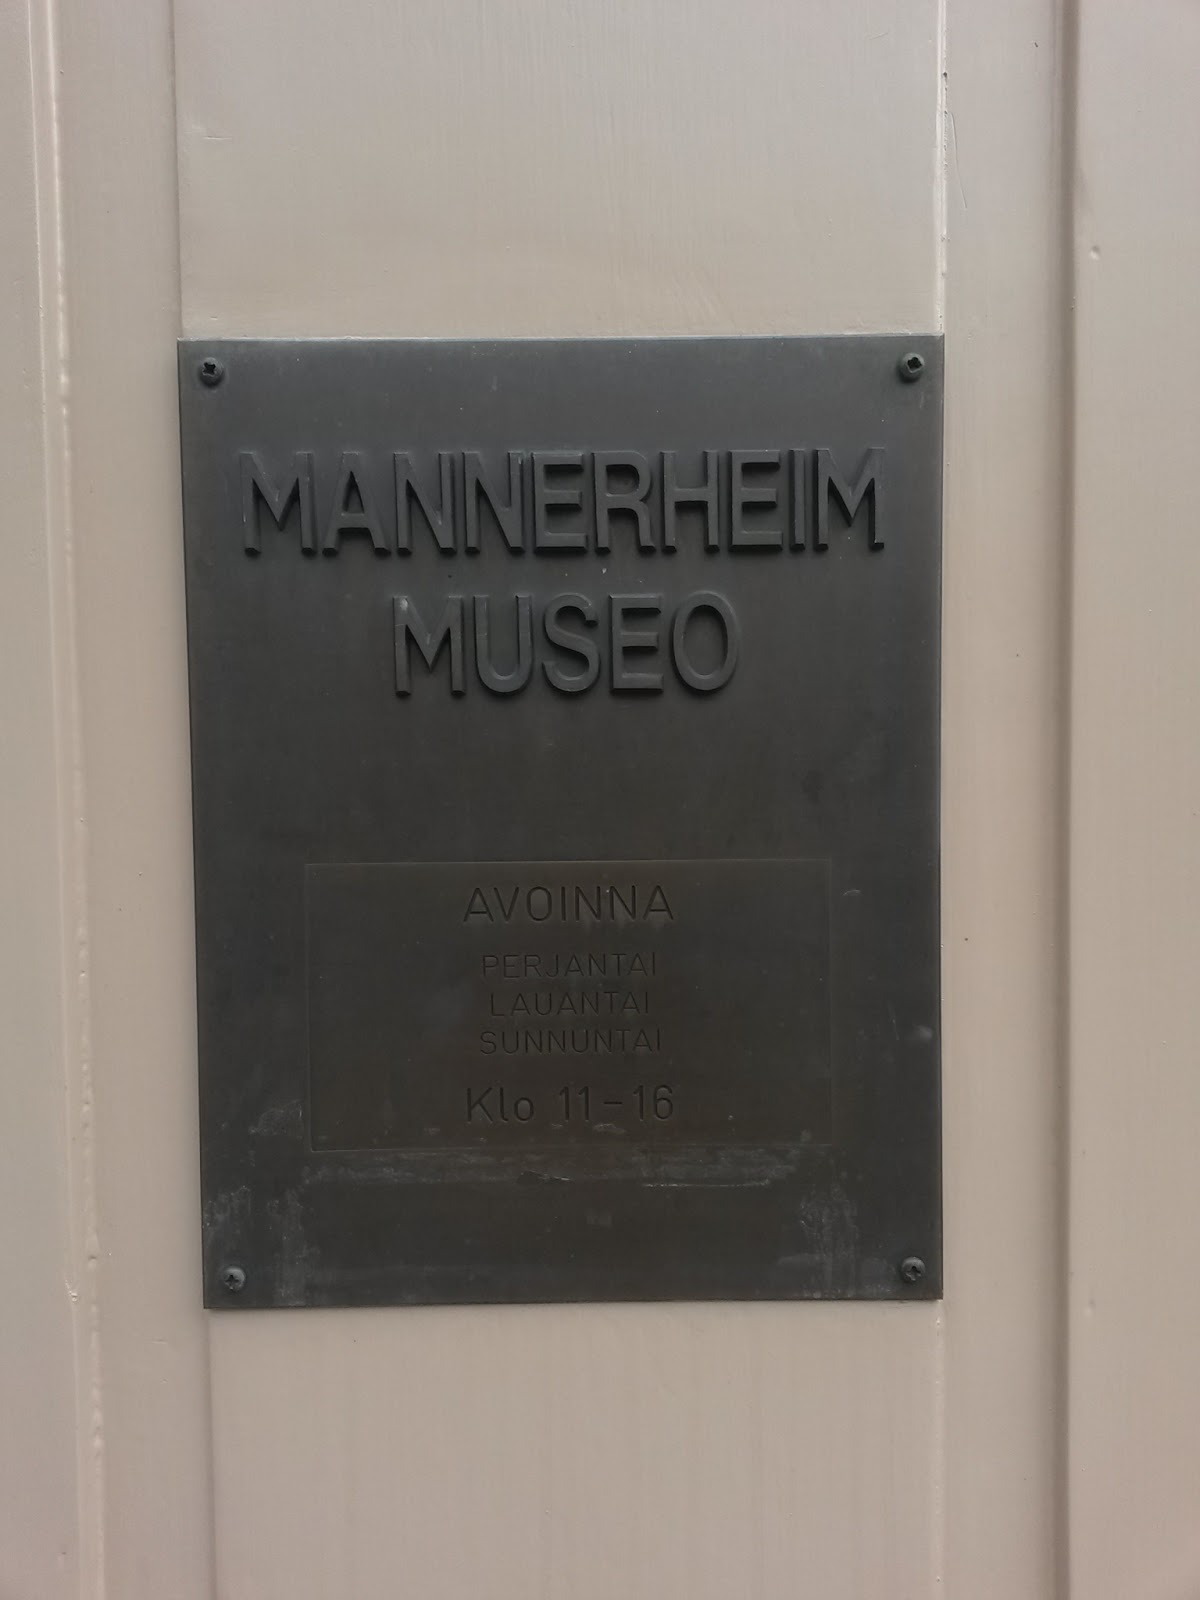 MANNERHEIM
MUSEO
AVOINNA
PERJANTAI
LAUANTAI
SUNNUNTAI
Klo 11-16